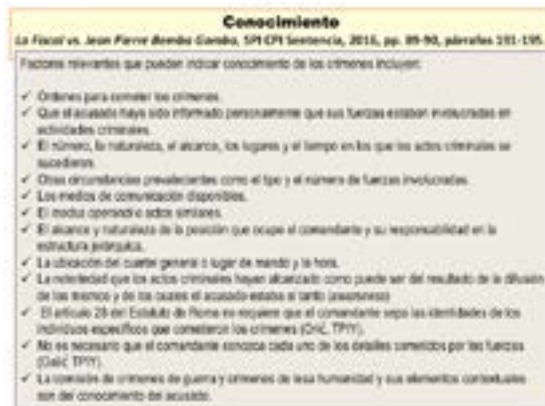 Conocimiento
La Fiscal vs. Jean Pierre Bemba Gombo, SPI CPI Sentencia, 2016, pp. 89-90, párrafos 191-195.
Factores relevantes que pueden indicar conocimiento de los crímenes incluyen:
✓ Órdenes para cometer los crímenes.
✓ Que el acusado haya sido informado personalmente que sus fuerzas estaban involucradas en
actividades criminales.
✓ El número, la naturaleza, el alcance, los lugares y el tiempo en los que los actos criminales se
sucedieron.
✓ Otras circunstancias prevalecientes como el tipo y el número de fuerzas involucradas.
✓ Los medios de comunicación disponibles.
✓ El modus operandi o actos similares.
✓ El alcance y naturaleza de la posición que ocupa el comandante y su responsabilidad en la
estructura jerárquica.
✓ La ubicación del cuartel general o lugar de mando y la hora.
✓ La notoriedad que los actos criminales hayan alcanzado como puede ser del resultado de la difusión
de los mismos y de los cuales el acusado estaba al tanto (awareness)
✓ El artículo 28 del Estatuto de Roma no requiere que el comandante sepa las identidades de los
individuos específicos que cometieron los crímenes (Orić, TPIY).
✓ No es necesario que el comandante conozca cada uno de los detalles cometidos por las fuerzas
(Galić, TPIY).
✓ La comisión de crímenes de guerra y crímenes de lesa humanidad y sus elementos contextuales
son del conocimiento del acusado.